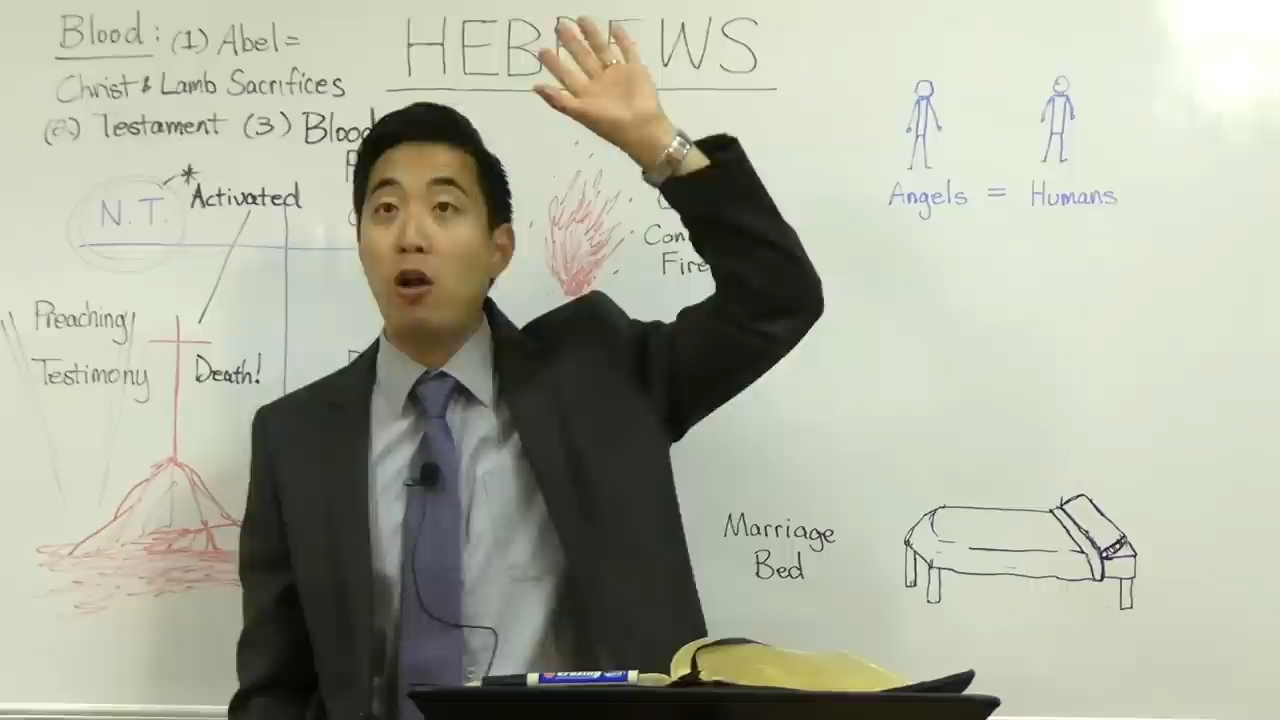 Blood: (1) Abel =
Christ & Lamb Sacrifices
(2) Testament (3) Blood
HEBREWS
N.T. * Activated
Preaching
Testimony
Death!
Fire
Angels = Humans
Marriage
Bed